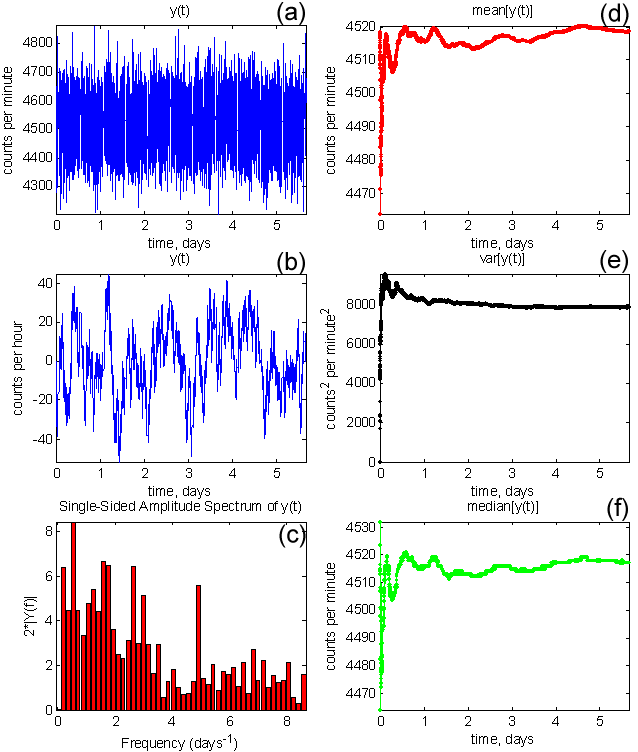 y(t)
(a)
counts per minute
4800
4700
4600
4500
4400
4300
0 1 2 3 4 5
time, days
y(t)
(b)
counts per hour
40
20
0
-20
-40
0 1 2 3 4 5
time, days
Single-Sided Amplitude Spectrum of y(t)
(c)
2*|Y(f)|
8
6
4
2
0
0 2 4 6 8
Frequency (days-1)
mean[y(t)]
(d)
counts per minute
4520
4510
4500
4490
4480
4470
0 1 2 3 4 5
time, days
var[y(t)]
(e)
counts2 per minute2
8000
6000
4000
2000
0
0 1 2 3 4 5
time, days
median[y(t)]
(f)
counts per minute
4530
4520
4510
4500
4490
4480
4470
0 1 2 3 4 5
time, days